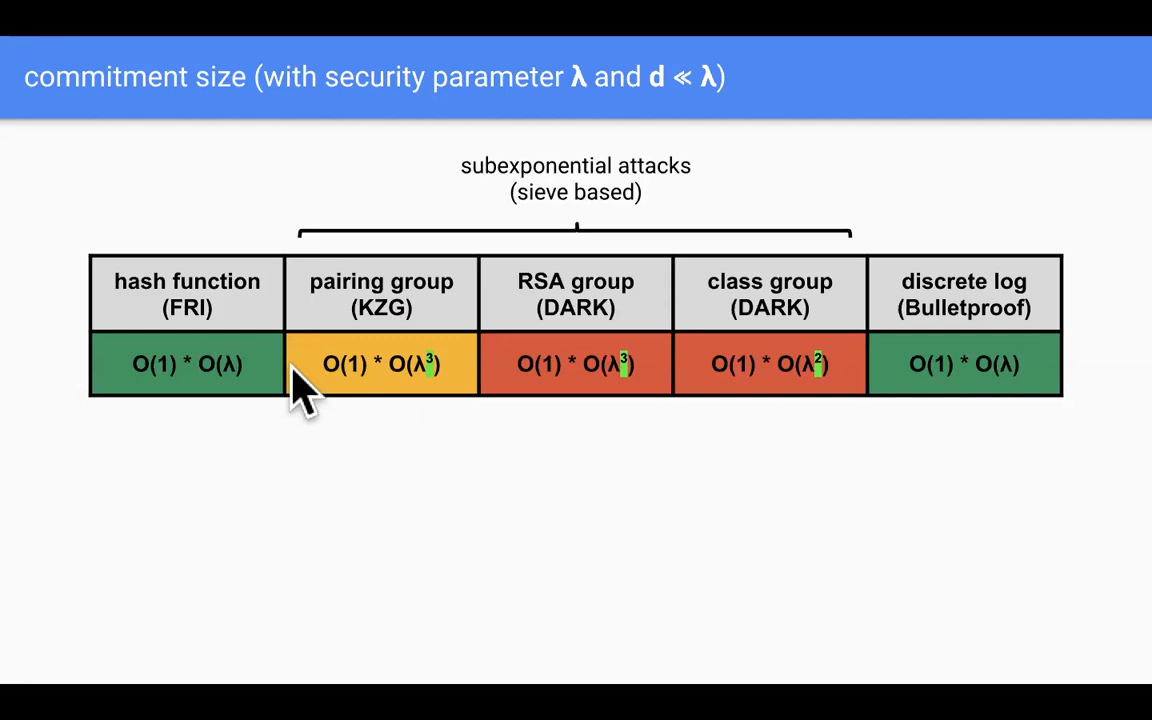 commitment size (with security parameter λ and d ≪ λ)
subexponential attacks
(sieve based)
hash function
(FRI)
pairing group
(KZG)
RSA group
(DARK)
class group
(DARK)
discrete log
(Bulletproof)
O(1) * O(λ)
O(1) * O(λ³)
O(1) * O(λ³)
O(1) * O(λ²)
O(1) * O(λ)